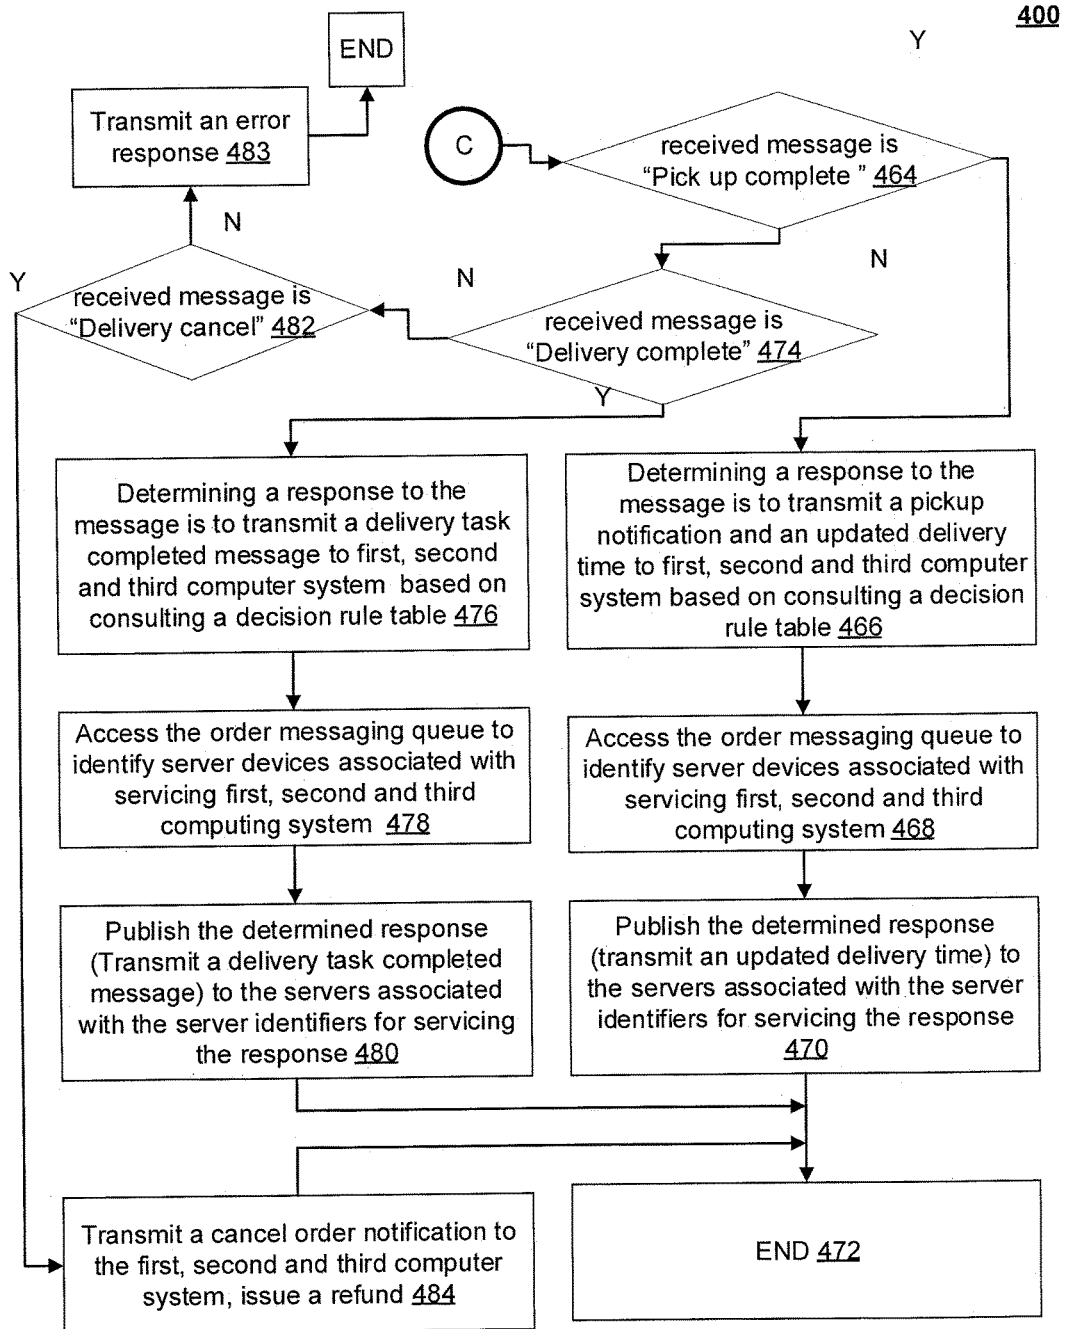 400
Y
END
Transmit an error
response 483
C
received message is
“Pick up complete ” 464
N
Y
N
N
received message is
“Delivery cancel” 482
received message is
“Delivery complete” 474
Y
Determining a response to the
message is to transmit a delivery task
completed message to first, second
and third computer system based on
consulting a decision rule table 476
Determining a response to the
message is to transmit a pickup
notification and an updated delivery
time to first, second and third computer
system based on consulting a decision
rule table 466
Access the order messaging queue to
identify server devices associated with
servicing first, second and third
computing system 478
Access the order messaging queue to
identify server devices associated with
servicing first, second and third
computing system 468
Publish the determined response
(Transmit a delivery task completed
message) to the servers associated
with the server identifiers for servicing
the response 480
Publish the determined response
(transmit an updated delivery time) to
the servers associated with the server
identifiers for servicing the response
470
Transmit a cancel order notification to
the first, second and third computer
system, issue a refund 484
END 472